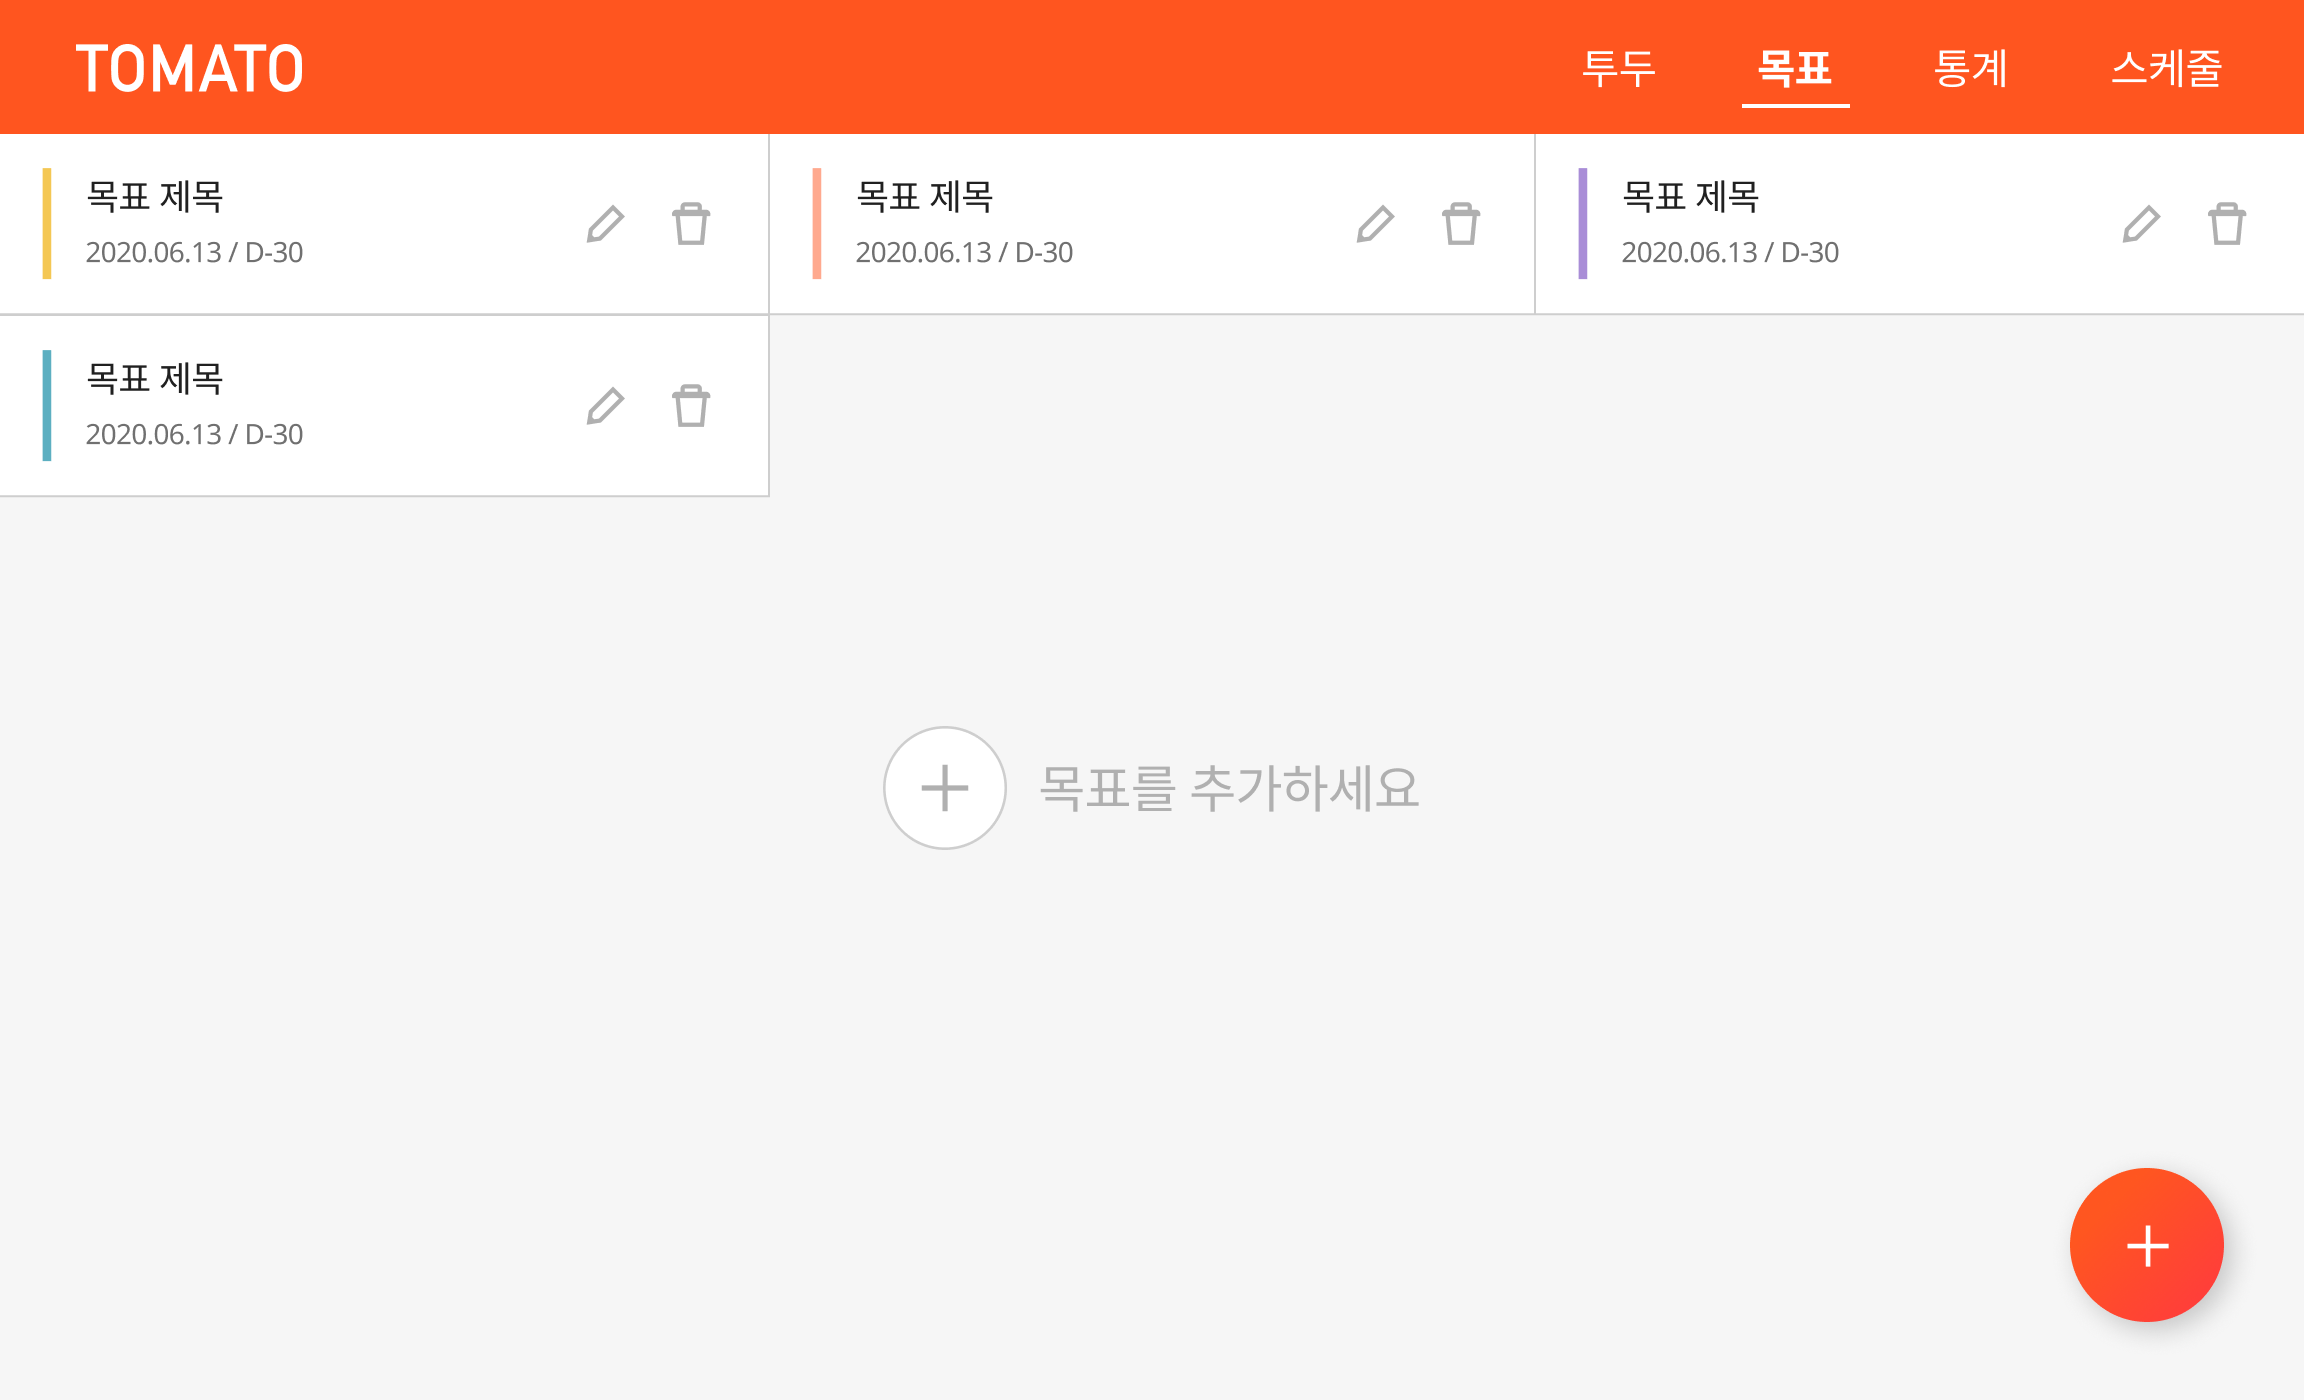 TOMATO
투두
목표
통계
스케줄
목표 제목
2020.06.13 / D-30
목표 제목
2020.06.13 / D-30
목표 제목
2020.06.13 / D-30
목표 제목
2020.06.13 / D-30
목표를 추가하세요